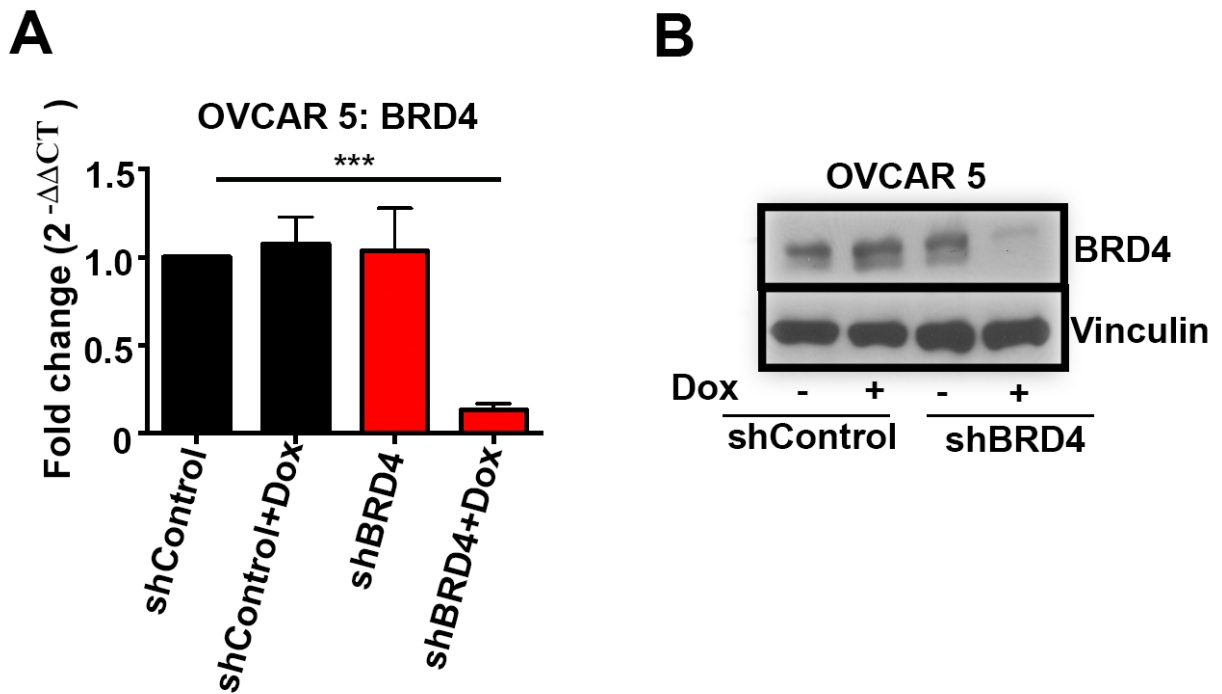 A
OVCAR 5: BRD4
Fold change (2 -ΔΔCT )
***
1.5
1.0
0.5
0
shControl
shControl+Dox
shBRD4
shBRD4+Dox
B
OVCAR 5
BRD4
Vinculin
Dox - + - +
shControl shBRD4